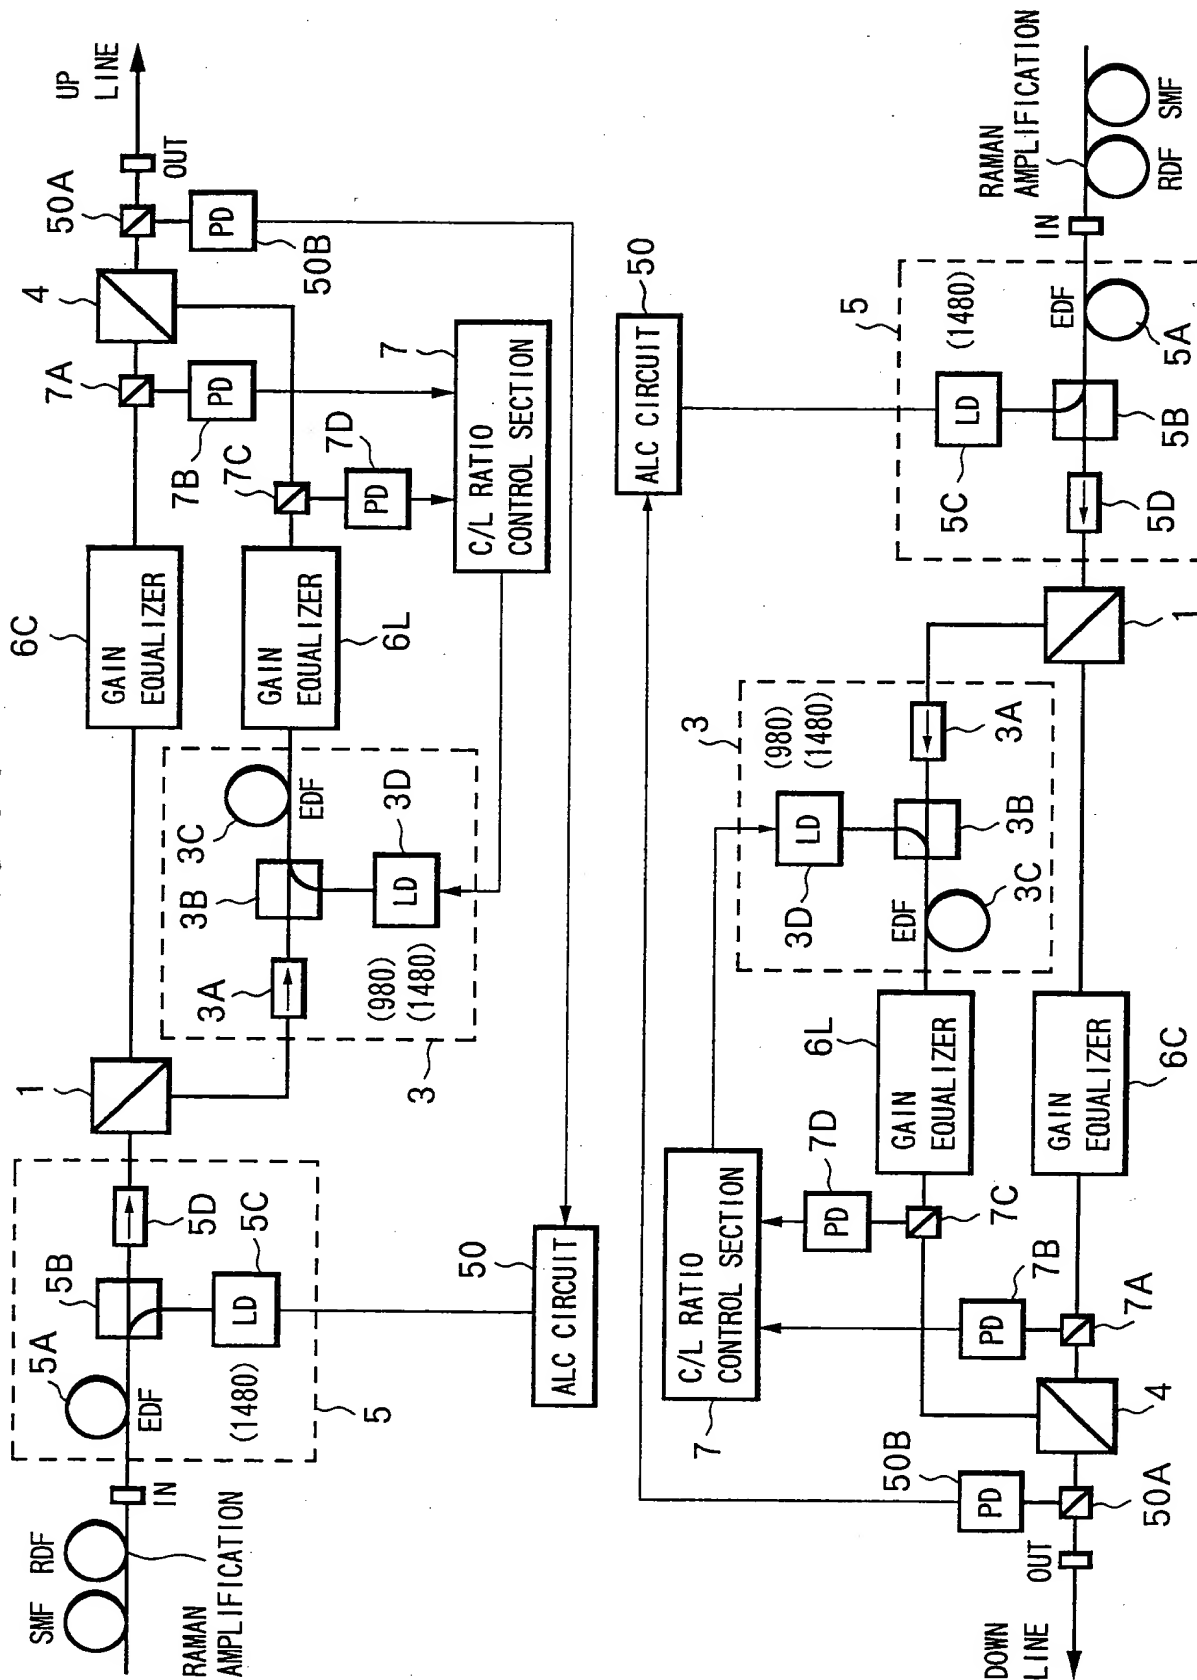 SMF
RDF
RAMAN
AMPLIFICATION
IN
5A
EDF
5B
5D
5C
LD
(1480)
5
1
6C
GAIN
EQUALIZER
3A
3B
3C
EDF
3D
LD
(980)
(1480)
3
GAIN
EQUALIZER
6L
7A
PD
7B
7C
7D
PD
7
C/L RATIO
CONTROL SECTION
4
50A
PD
50B
OUT
UP
LINE
50
ALC CIRCUIT
50
ALC CIRCUIT
RAMAN
AMPLIFICATION
SMF
RDF
IN
5
(1480)
EDF
5A
5B
5C
LD
5D
1
3
(980)
(1480)
3A
3B
LD
3D
3C
EDF
6L
GAIN
EQUALIZER
GAIN
EQUALIZER
6C
7D
PD
7C
7B
PD
7A
C/L RATIO
CONTROL SECTION
7
4
50B
PD
50A
OUT
DOWN
LINE